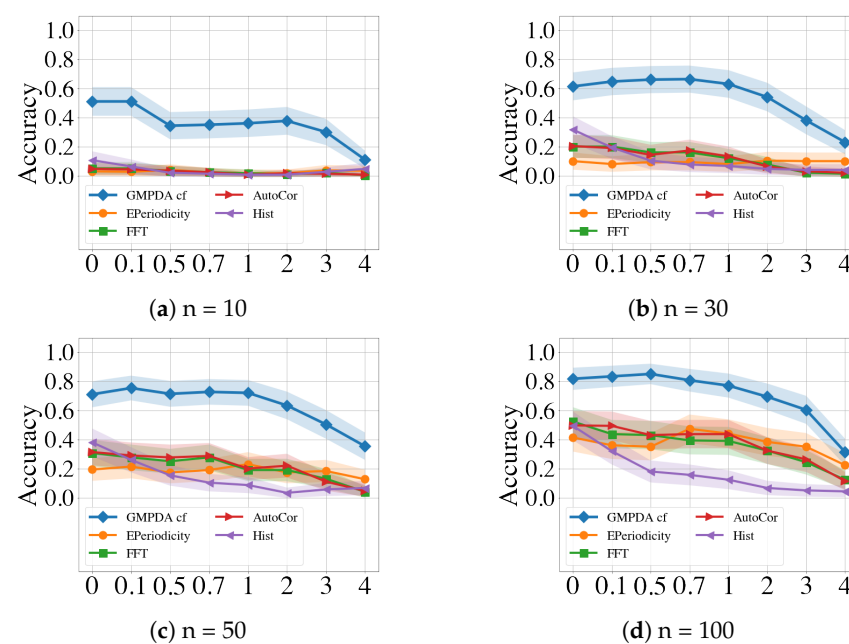 1.0
0.8
0.6
0.4
0.2
0.0
Accuracy
GMPDA cf
EPeriodicity
FFT
AutoCor
Hist
0 0.1 0.5 0.7 1 2 3 4
(a) n = 10
1.0
0.8
0.6
0.4
0.2
0.0
Accuracy
GMPDA cf
EPeriodicity
FFT
AutoCor
Hist
0 0.1 0.5 0.7 1 2 3 4
(b) n = 30
1.0
0.8
0.6
0.4
0.2
0.0
Accuracy
GMPDA cf
EPeriodicity
FFT
AutoCor
Hist
0 0.1 0.5 0.7 1 2 3 4
(c) n = 50
1.0
0.8
0.6
0.4
0.2
0.0
Accuracy
GMPDA cf
EPeriodicity
FFT
AutoCor
Hist
0 0.1 0.5 0.7 1 2 3 4
(d) n = 100